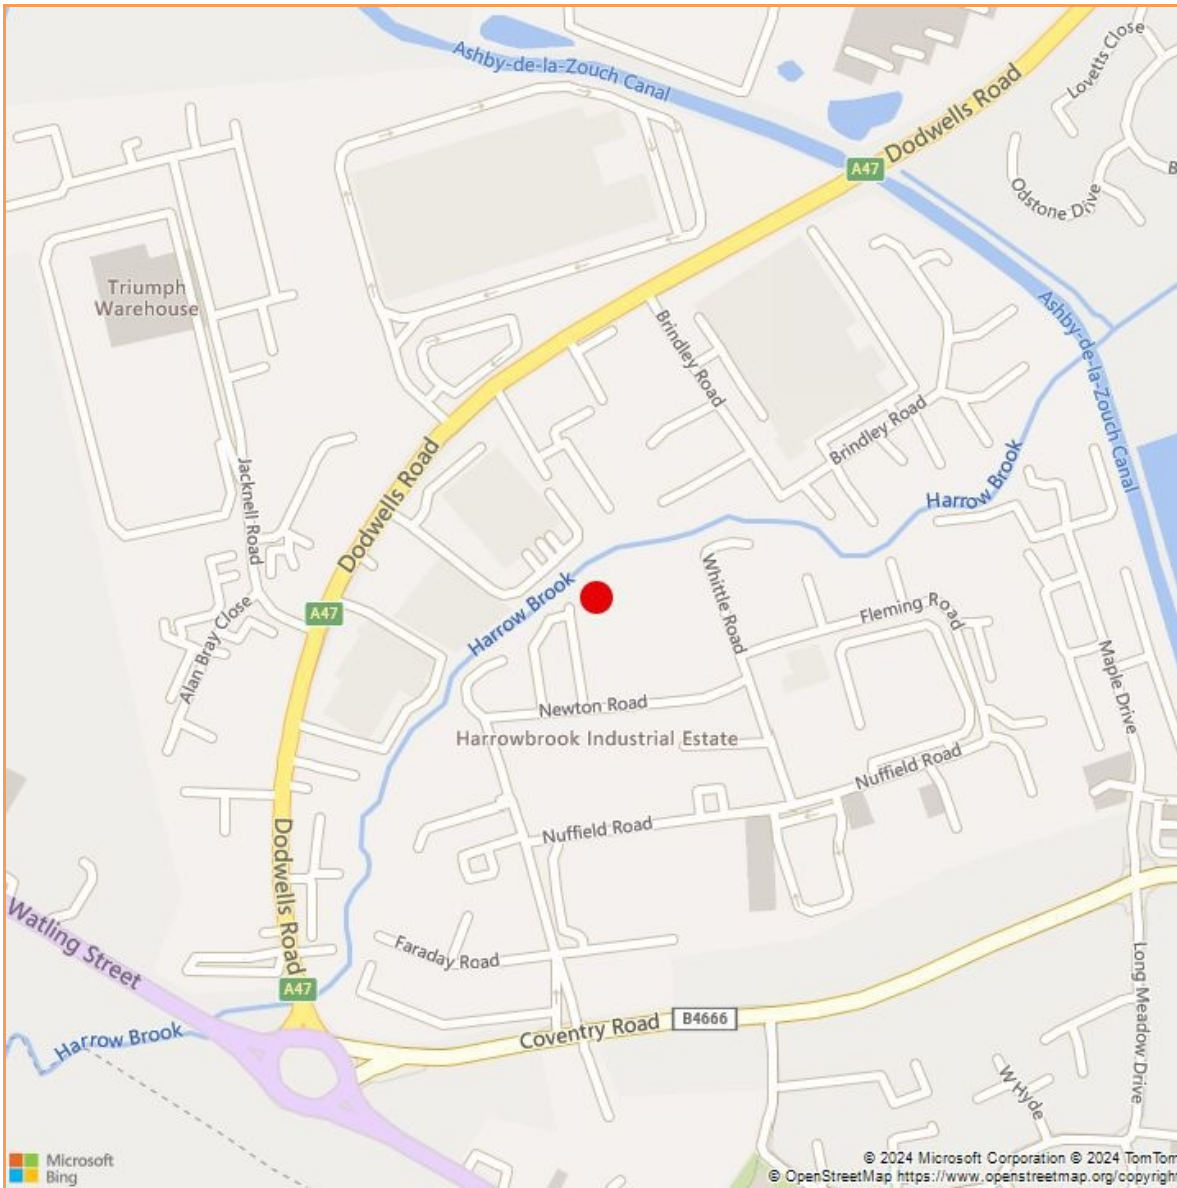 Lovetts Close
Ashby-de-la-Zouch Canal
Dodwells Road
A47
B
Odstone Drive
Triumph
Warehouse
Ashby-de-la-Zouch Canal
Brindley Road
Brindley Road
Dodwells Road
Jacknell Road
Harrow Brook
Whittle Road
Harrow Brook
A47
Fleming Road
Alan Bray Close
Maple Drive
Newton Road
Harrowbrook Industrial Estate
Nuffield Road
Nuffield Road
Dodwells Road
Watling Street
Faraday Road
Long Meadow Drive
A47
Coventry Road
B4666
Harrow Brook
W Hyde
Microsoft
Bing
© 2024 Microsoft Corporation © 2024 TomTom
© OpenStreetMap https://www.openstreetmap.org/copyright